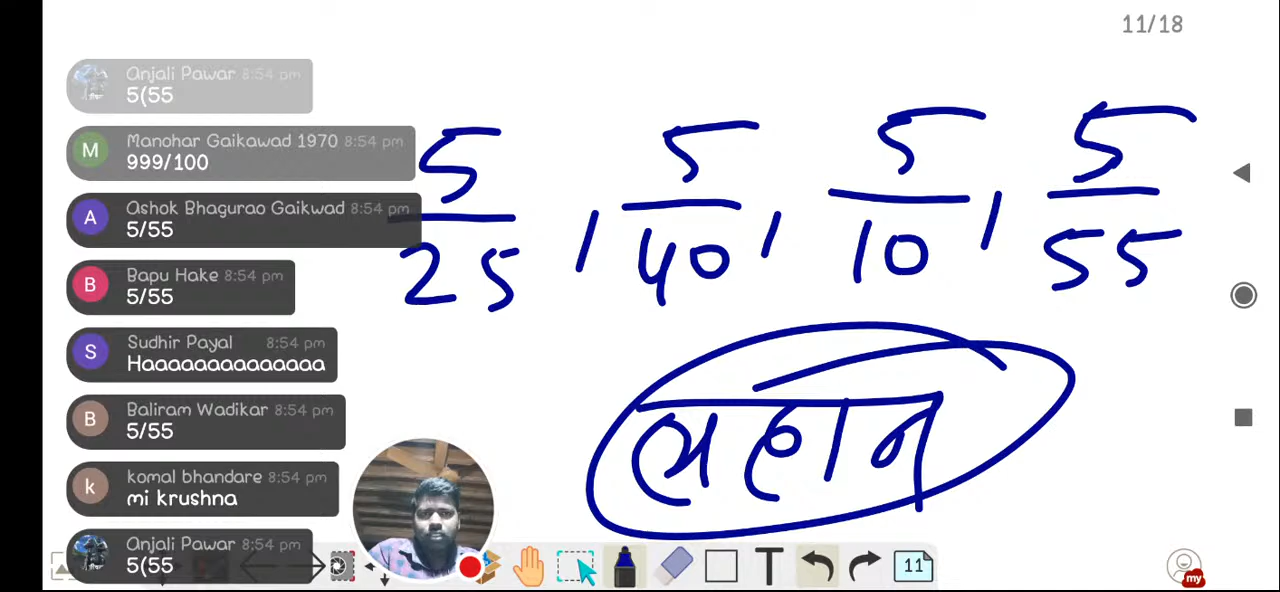 11/18
Anjali Pawar 8:54 pm
5(55
Manohar Gaikawad 1970 8:54 pm
999/100
Ashok Bhagurao Gaikwad 8:54 pm
5/55
Bapu Hake 8:54 pm
5/55
Sudhir Payal 8:54 pm
Haaaaaaaaaaaaaa
Baliram Wadikar 8:54 pm
5/55
komal bhandare 8:54 pm
mi krushna
Anjali Pawar 8:54 pm
5(55
5/25, 5/40, 5/10, 5/55
लहान
T
11
my